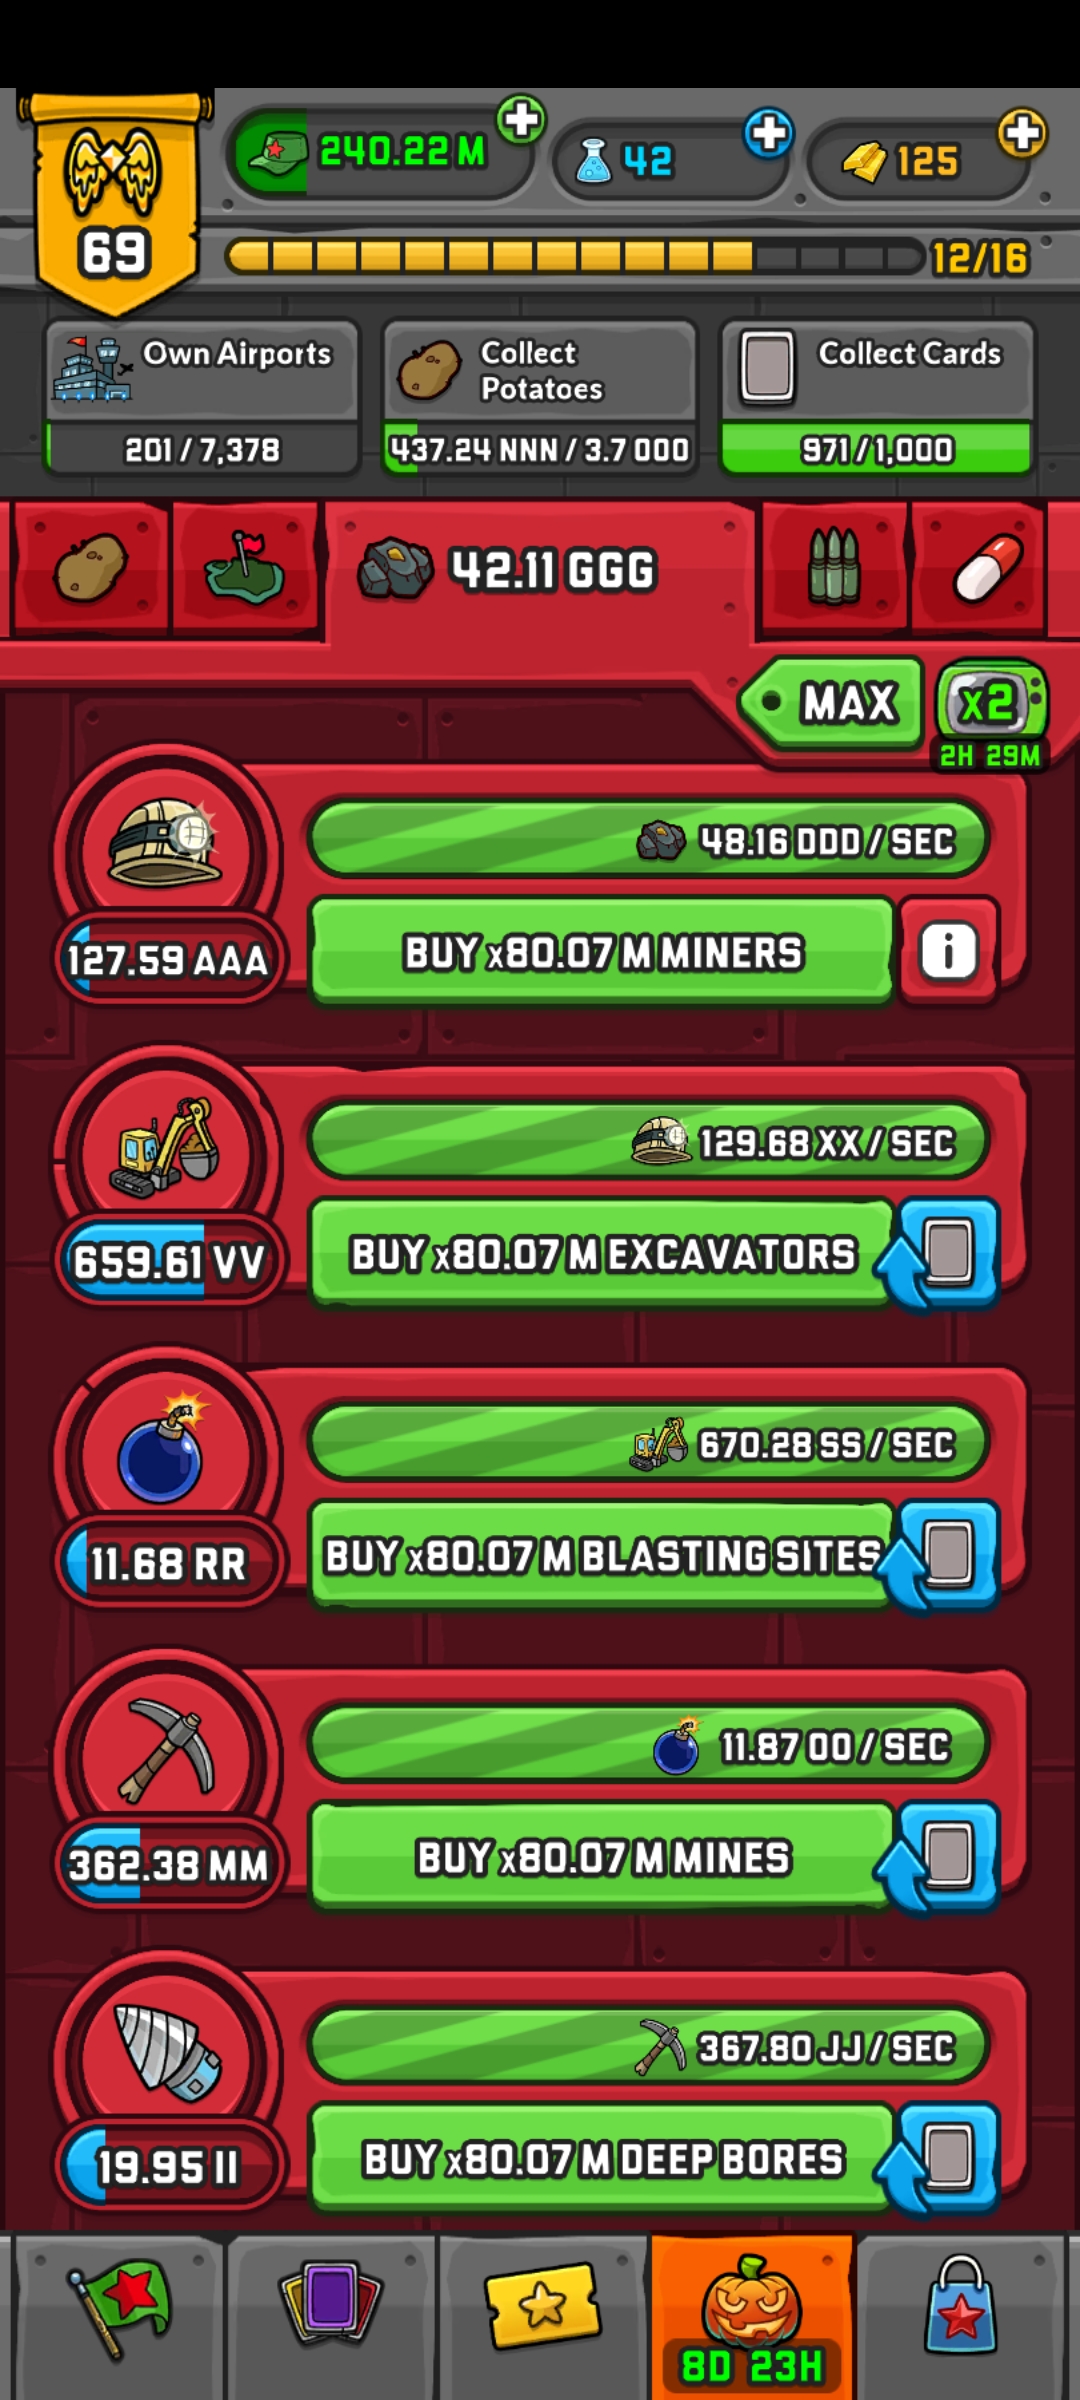 240.22 M
42
125
69
12/16
Own Airports
Collect
Potatoes
Collect Cards
201 / 7,378
437.24 NNN / 3.7 OOO
971 / 1,000
42.11 GGG
MAX
x2
2H 29M
48.16 DDD / SEC
127.59 AAA
BUY x80.07 M MINERS
i
129.68 XX / SEC
659.61 VV
BUY x80.07 M EXCAVATORS
670.28 SS / SEC
11.68 RR
BUY x80.07 M BLASTING SITES
11.87 OO / SEC
362.38 MM
BUY x80.07 M MINES
367.80 JJ / SEC
19.95 II
BUY x80.07 M DEEP BORES
8D 23H